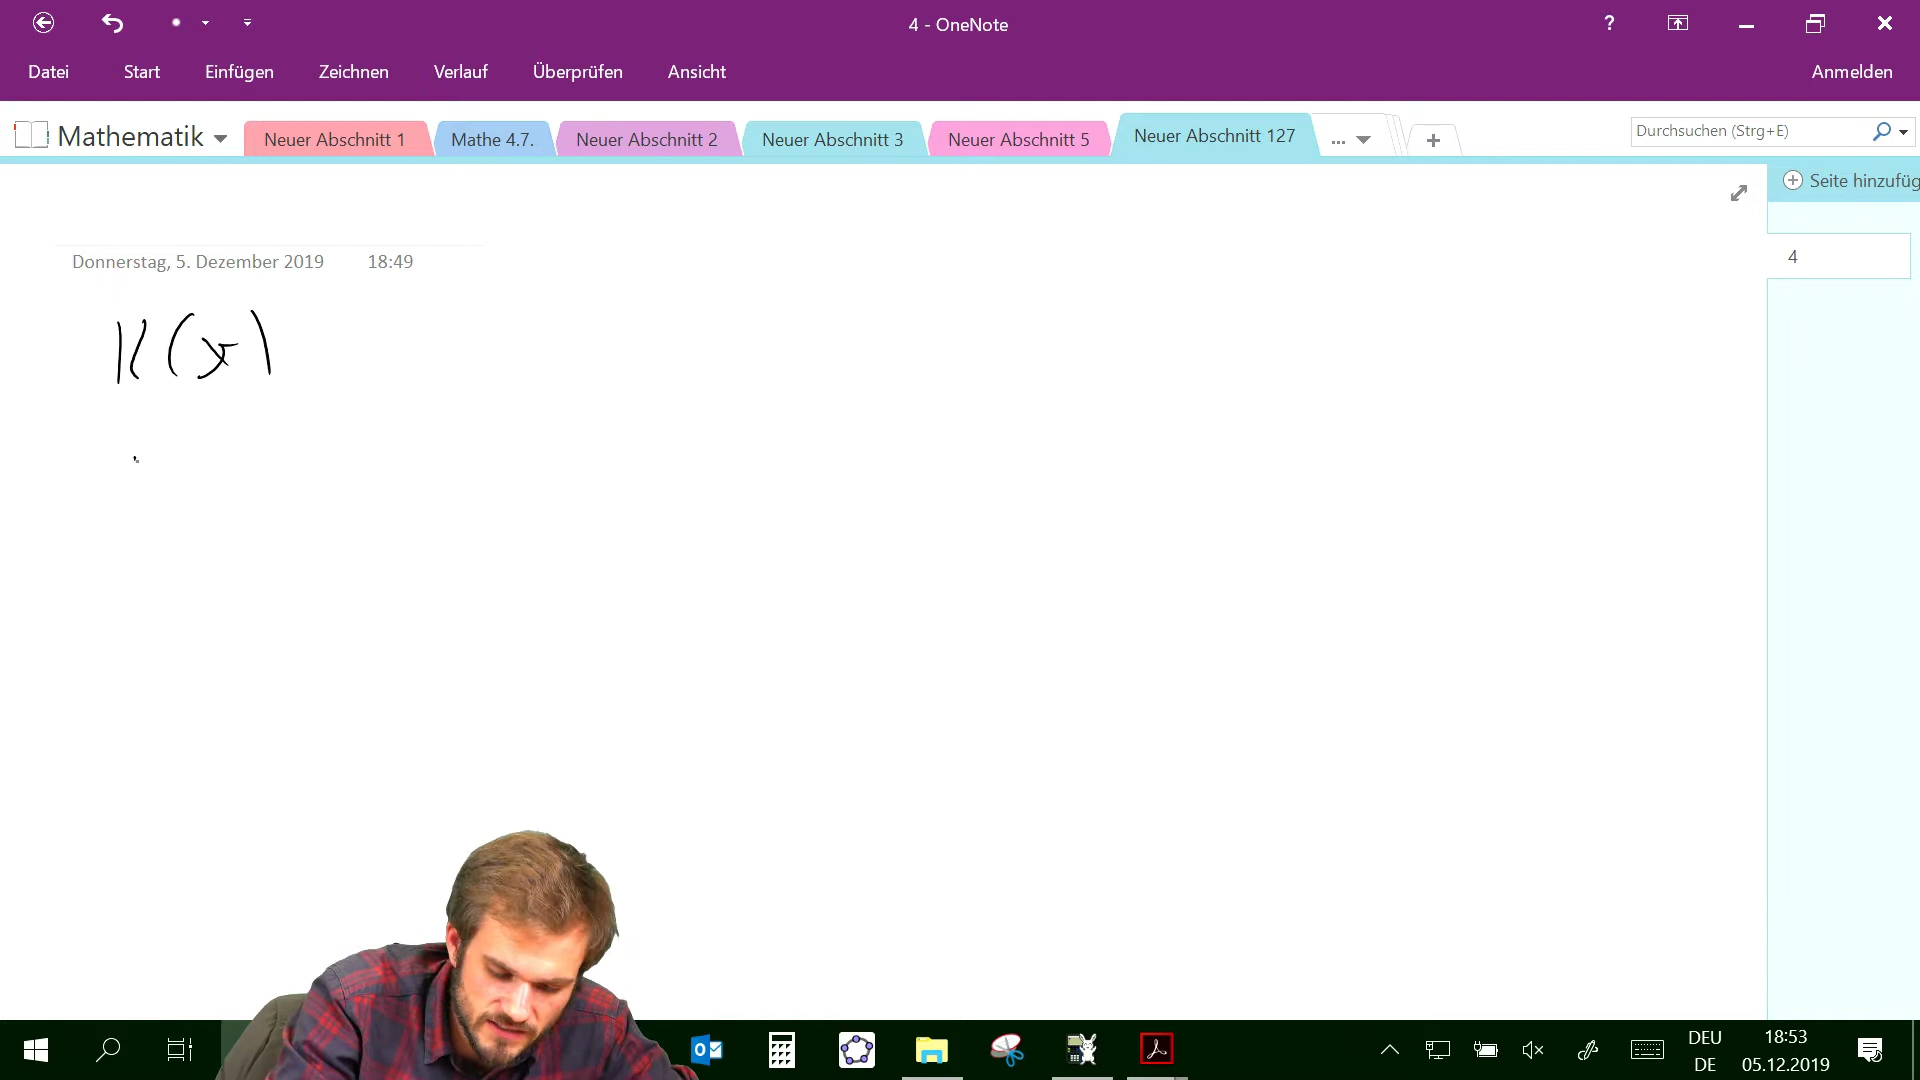 4 - OneNote
?
Datei Start Einfügen Zeichnen Verlauf Überprüfen Ansicht Anmelden
Mathematik Neuer Abschnitt 1 Mathe 4.7. Neuer Abschnitt 2 Neuer Abschnitt 3 Neuer Abschnitt 5 Neuer Abschnitt 127 ... + Durchsuchen (Strg+E)
Seite hinzufüg
4
Donnerstag, 5. Dezember 2019 18:49
K(x)
DEU 18:53
DE 05.12.2019